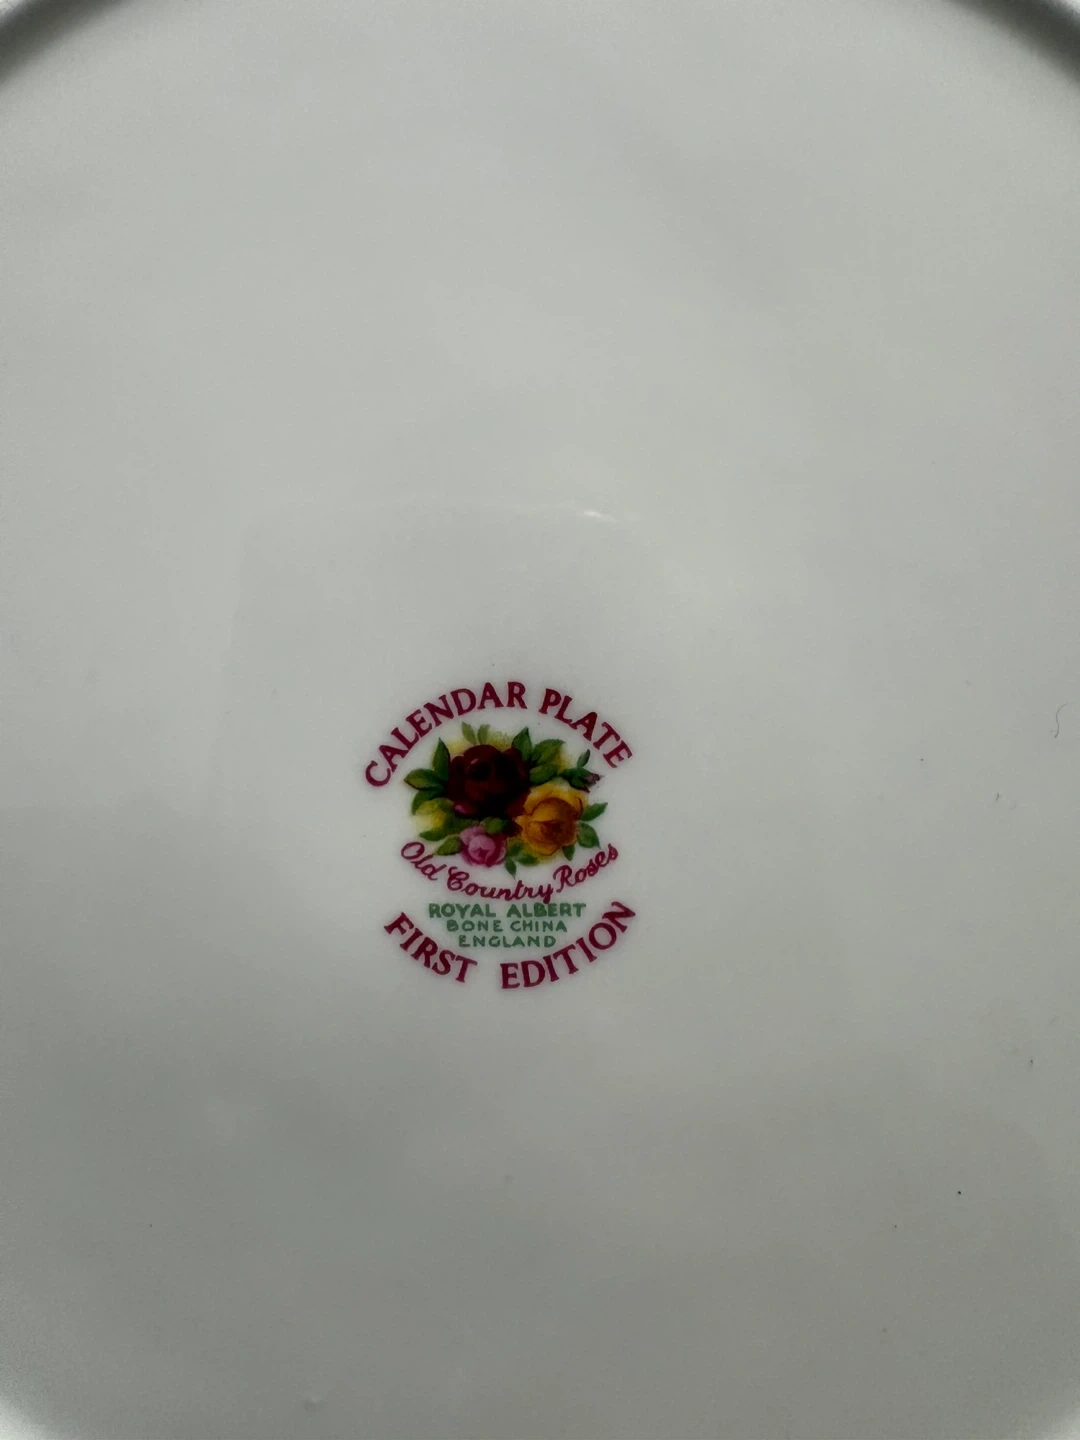 CALENDAR PLATE
Old Country Roses
ROYAL ALBERT
BONE CHINA
ENGLAND
FIRST EDITION